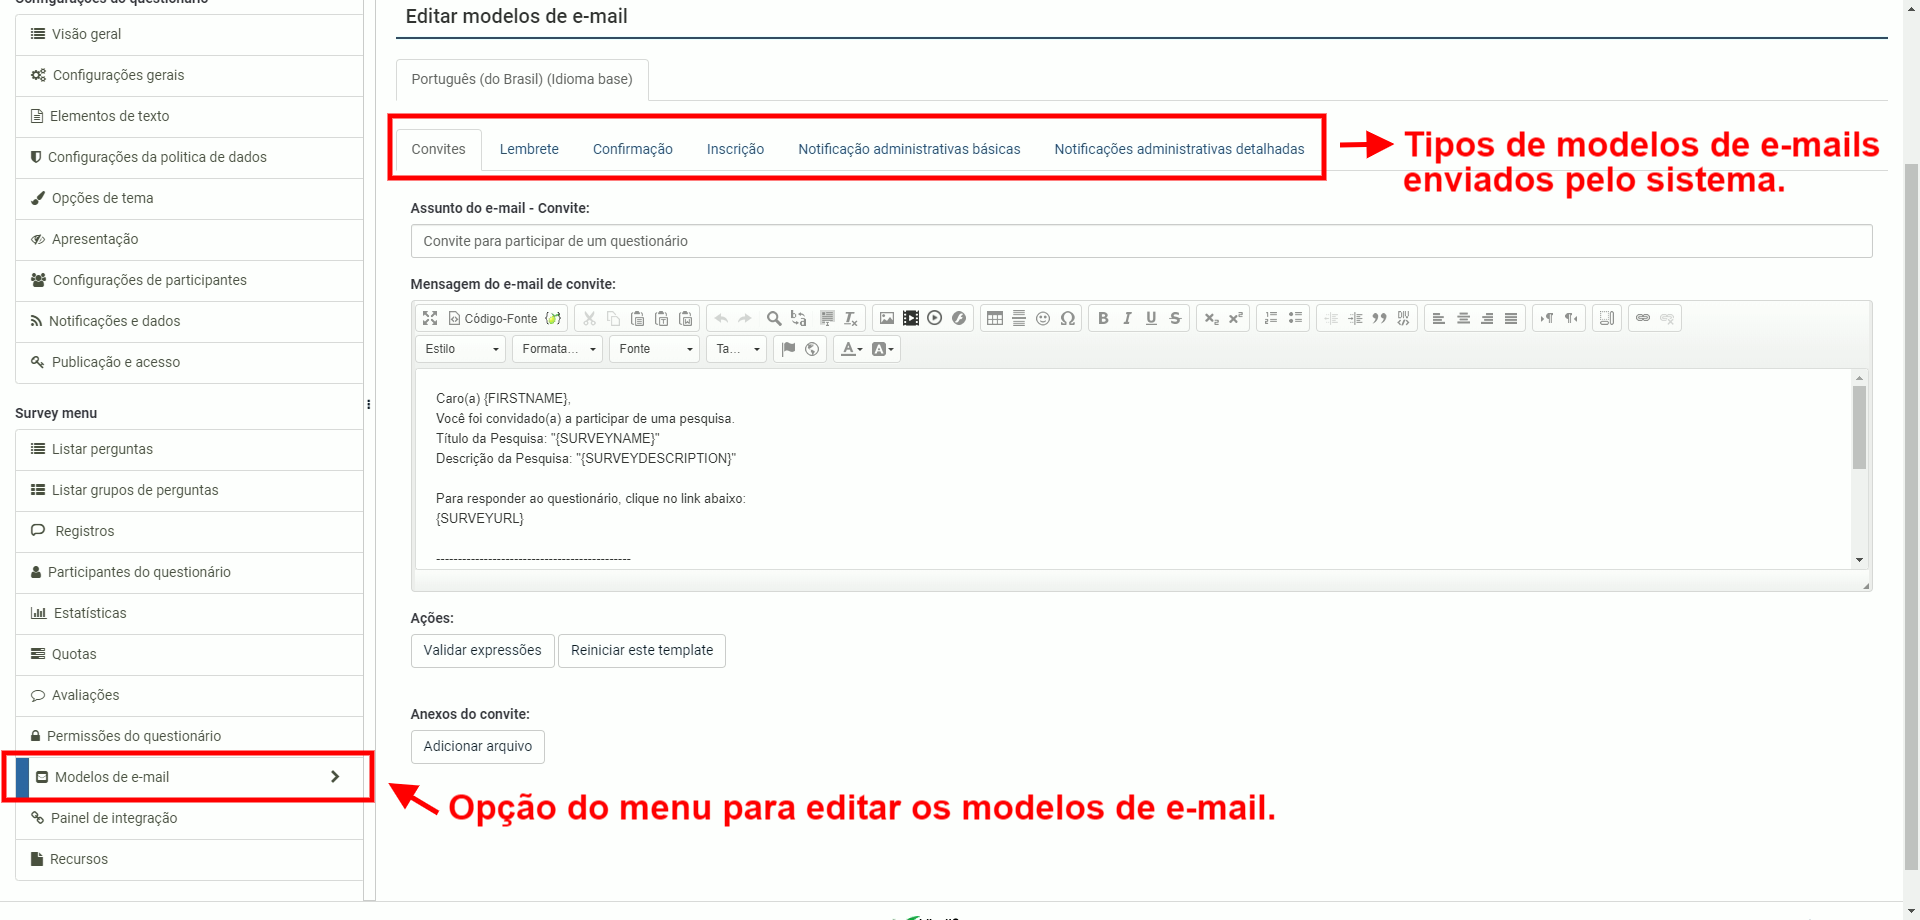 Editar modelos de e-mail
Visão geral
Configurações gerais
Elementos de texto
Configurações da politica de dados
Opções de tema
Apresentação
Configurações de participantes
Notificações e dados
Publicação e acesso
Survey menu
Listar perguntas
Listar grupos de perguntas
Registros
Participantes do questionário
Estatísticas
Quotas
Avaliações
Permissões do questionário
Modelos de e-mail
Painel de integração
Recursos
Português (do Brasil) (Idioma base)
Convites Lembrete Confirmação Inscrição Notificação administrativas básicas Notificações administrativas detalhadas
Tipos de modelos de e-mails
enviados pelo sistema.
Assunto do e-mail - Convite:
Convite para participar de um questionário
Mensagem do e-mail de convite:
Código-Fonte
Estilo Formata... Fonte Ta...
Caro(a) {FIRSTNAME},
Você foi convidado(a) a participar de uma pesquisa.
Título da Pesquisa: "{SURVEYNAME}"
Descrição da Pesquisa: "{SURVEYDESCRIPTION}"
Para responder ao questionário, clique no link abaixo:
{SURVEYURL}
---------------------------------------------
Ações:
Validar expressões Reiniciar este template
Anexos do convite:
Adicionar arquivo
Opção do menu para editar os modelos de e-mail.